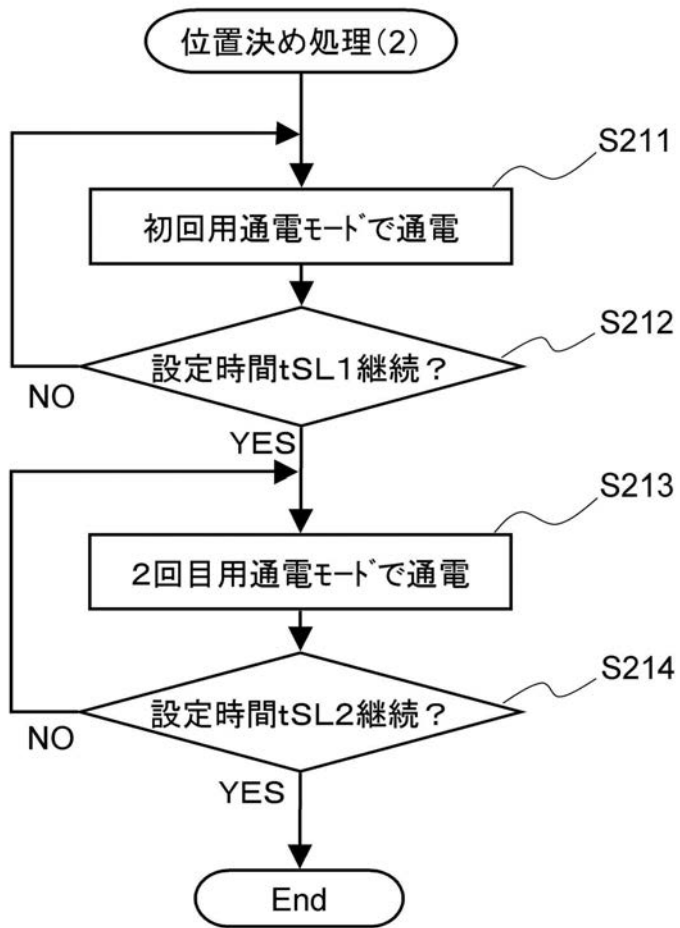 位置決め処理(2)
S211
初回用通電ﾓｰﾄﾞで通電
S212
設定時間tSL1継続？
NO
YES
S213
2回目用通電ﾓｰﾄﾞで通電
S214
設定時間tSL2継続？
NO
YES
End